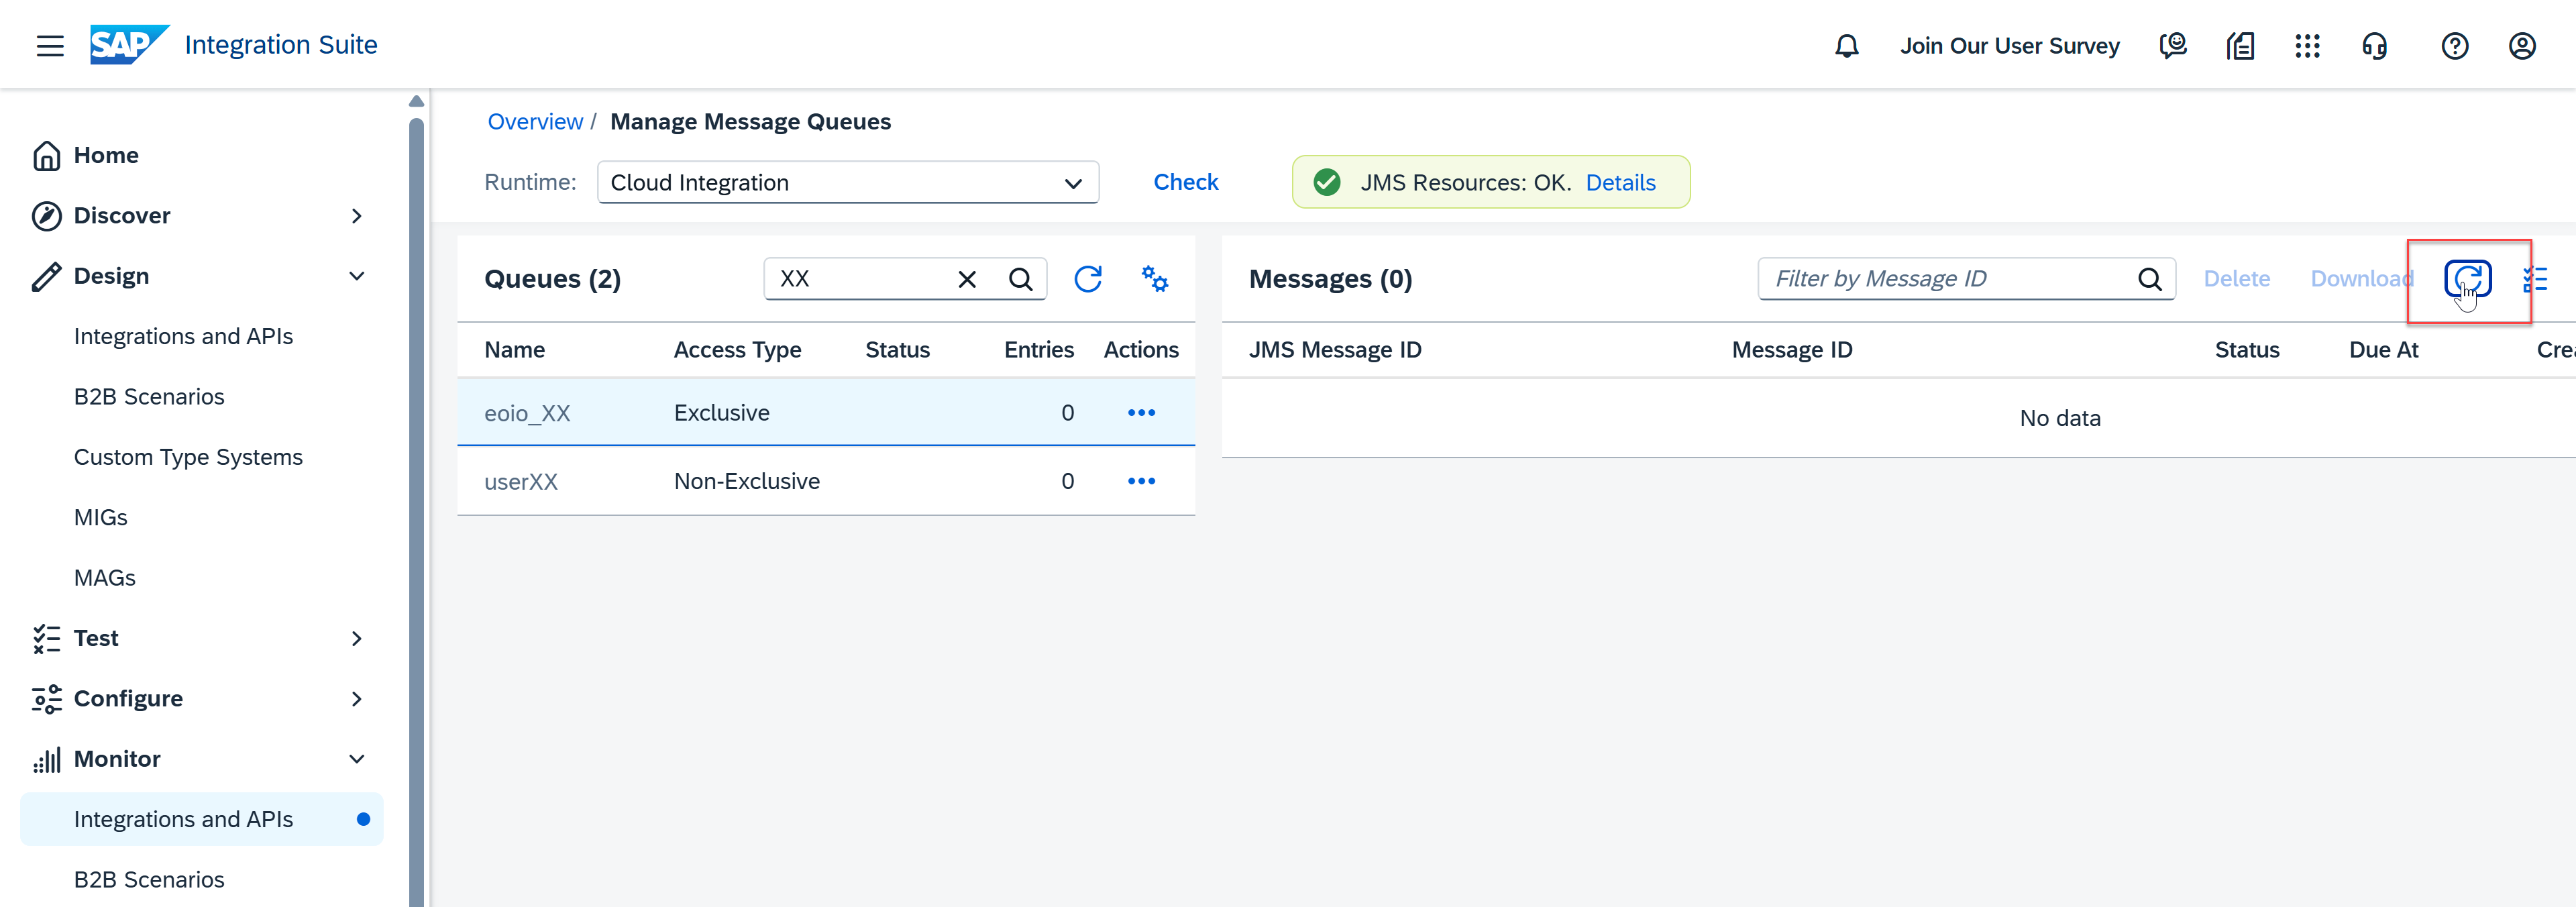 SAP Integration Suite
Join Our User Survey
Home
Discover
Design
Integrations and APIs
B2B Scenarios
Custom Type Systems
MIGs
MAGs
Test
Configure
Monitor
Integrations and APIs
B2B Scenarios
Overview / Manage Message Queues
Runtime: Cloud Integration Check JMS Resources: OK. Details
Queues (2) XX
Name Access Type Status Entries Actions
eoio_XX Exclusive 0
userXX Non-Exclusive 0
Messages (0) Filter by Message ID Delete Download
JMS Message ID Message ID Status Due At Cre
No data